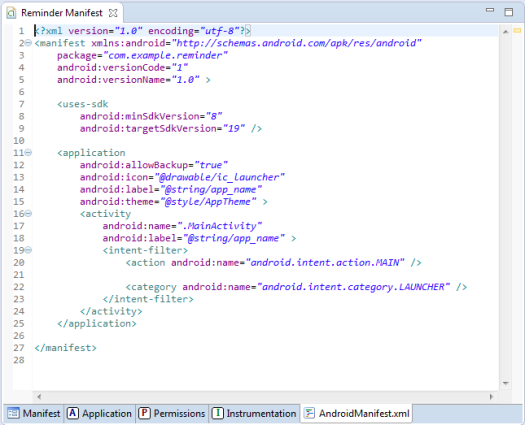 Reminder Manifest
1 <?xml version="1.0" encoding="utf-8"?>
2 <manifest xmlns:android="http://schemas.android.com/apk/res/android"
3 package="com.example.reminder"
4 android:versionCode="1"
5 android:versionName="1.0" >
6
7 <uses-sdk
8 android:minSdkVersion="8"
9 android:targetSdkVersion="19" />
10
11 <application
12 android:allowBackup="true"
13 android:icon="@drawable/ic_launcher"
14 android:label="@string/app_name"
15 android:theme="@style/AppTheme" >
16 <activity
17 android:name=".MainActivity"
18 android:label="@string/app_name" >
19 <intent-filter>
20 <action android:name="android.intent.action.MAIN" />
21
22 <category android:name="android.intent.category.LAUNCHER" />
23 </intent-filter>
24 </activity>
25 </application>
26
27 </manifest>
28
Manifest A Application P Permissions I Instrumentation AndroidManifest.xml